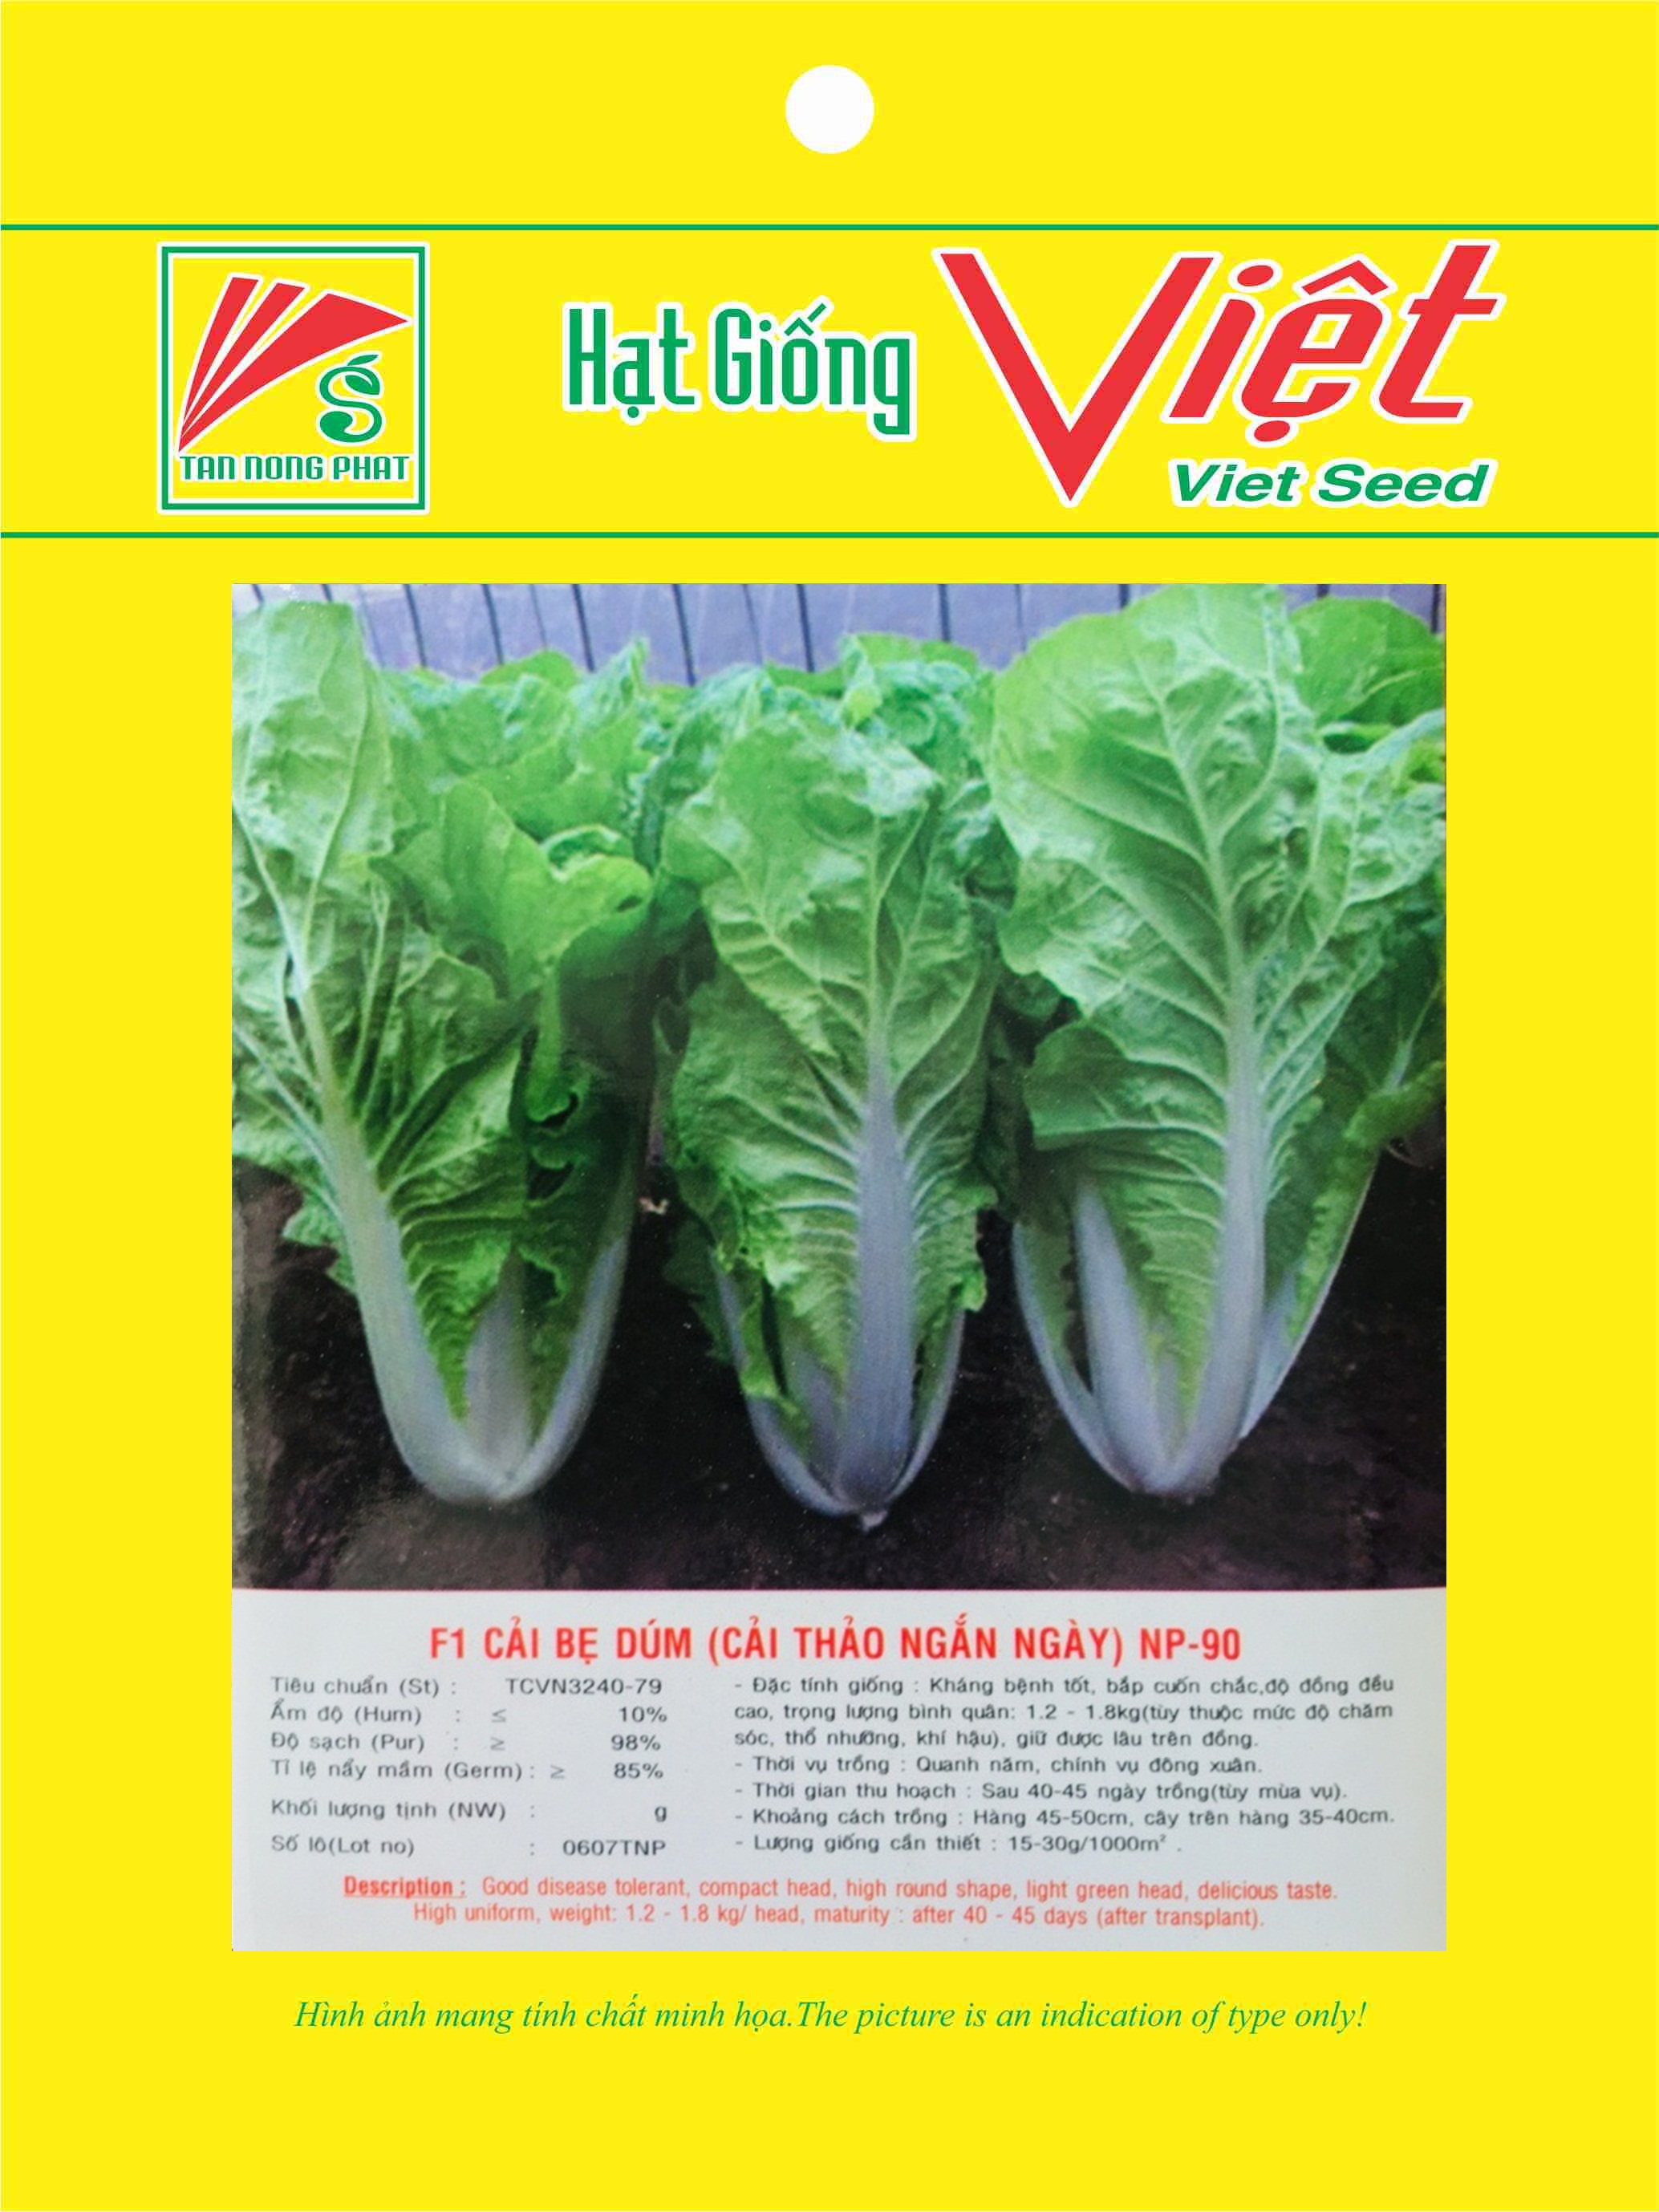 TAN NONG PHAT
Hạt Giống Việt
Viet Seed
F1 CẢI BẸ DÚM (CẢI THẢO NGẮN NGÀY) NP-90
Tiêu chuẩn (St) : TCVN3240-79
Ẩm độ (Hum) : ≤ 10%
Độ sạch (Pur) : ≥ 98%
Tỉ lệ nẩy mầm (Germ) : ≥ 85%
Khối lượng tịnh (NW) : g
Số lô(Lot no) : 0607TNP
- Đặc tính giống : Kháng bệnh tốt, bắp cuốn chắc,độ đồng đều
cao, trọng lượng bình quân: 1.2 - 1.8kg(tùy thuộc mức độ chăm
sóc, thổ nhưỡng, khí hậu), giữ được lâu trên đồng.
- Thời vụ trồng : Quanh năm, chính vụ đông xuân.
- Thời gian thu hoạch : Sau 40-45 ngày trồng(tùy mùa vụ).
- Khoảng cách trồng : Hàng 45-50cm, cây trên hàng 35-40cm.
- Lượng giống cần thiết : 15-30g/1000m² .
Description : Good disease tolerant, compact head, high round shape, light green head, delicious taste.
High uniform, weight: 1.2 - 1.8 kg/ head, maturity : after 40 - 45 days (after transplant).
Hình ảnh mang tính chất minh họa.The picture is an indication of type only!